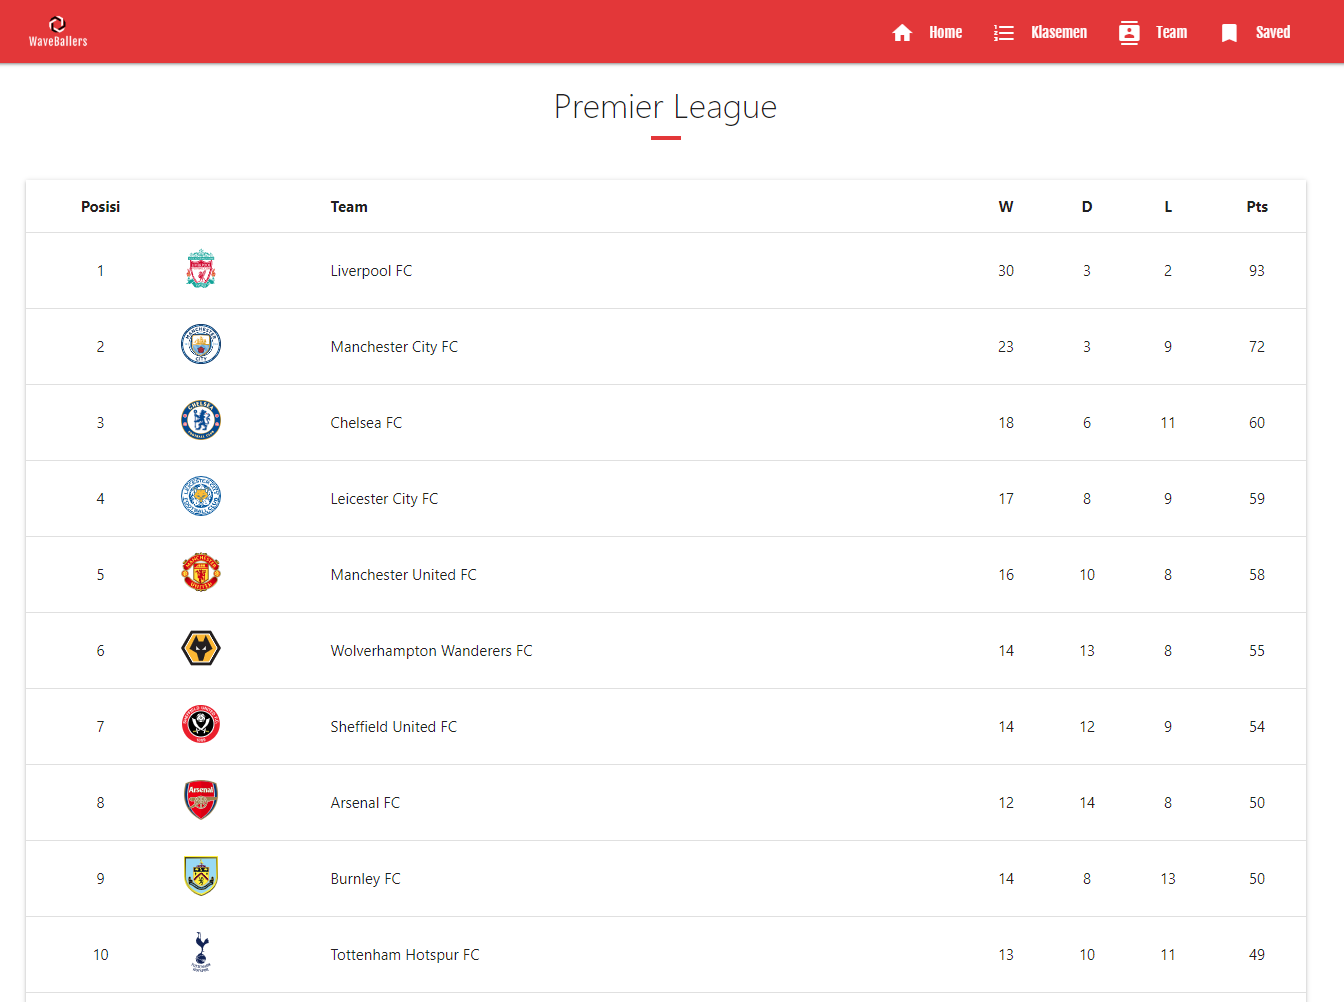 WaveBallers
Home Klasemen Team Saved
Premier League
Posisi Team W D L Pts
1 Liverpool FC 30 3 2 93
2 Manchester City FC 23 3 9 72
3 Chelsea FC 18 6 11 60
4 Leicester City FC 17 8 9 59
5 Manchester United FC 16 10 8 58
6 Wolverhampton Wanderers FC 14 13 8 55
7 Sheffield United FC 14 12 9 54
8 Arsenal FC 12 14 8 50
9 Burnley FC 14 8 13 50
10 Tottenham Hotspur FC 13 10 11 49